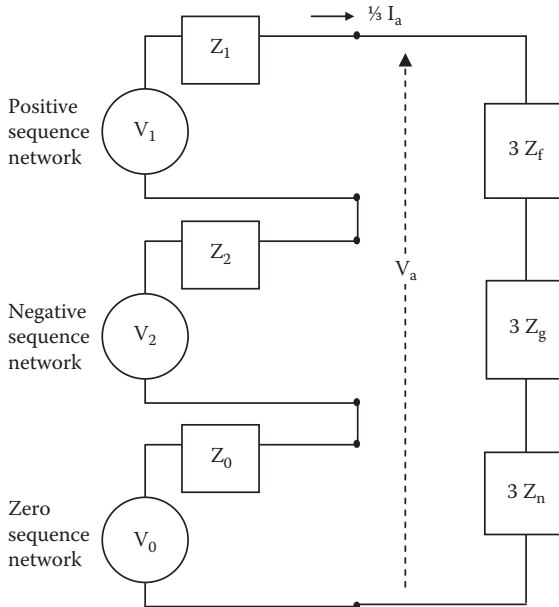 ⅓ Iₐ
Z₁
Positive
sequence
network
V₁
3 Z_f
Z₂
Vₐ
Negative
sequence
network
V₂
3 Z_g
Z₀
3 Zₙ
Zero
sequence
network
V₀